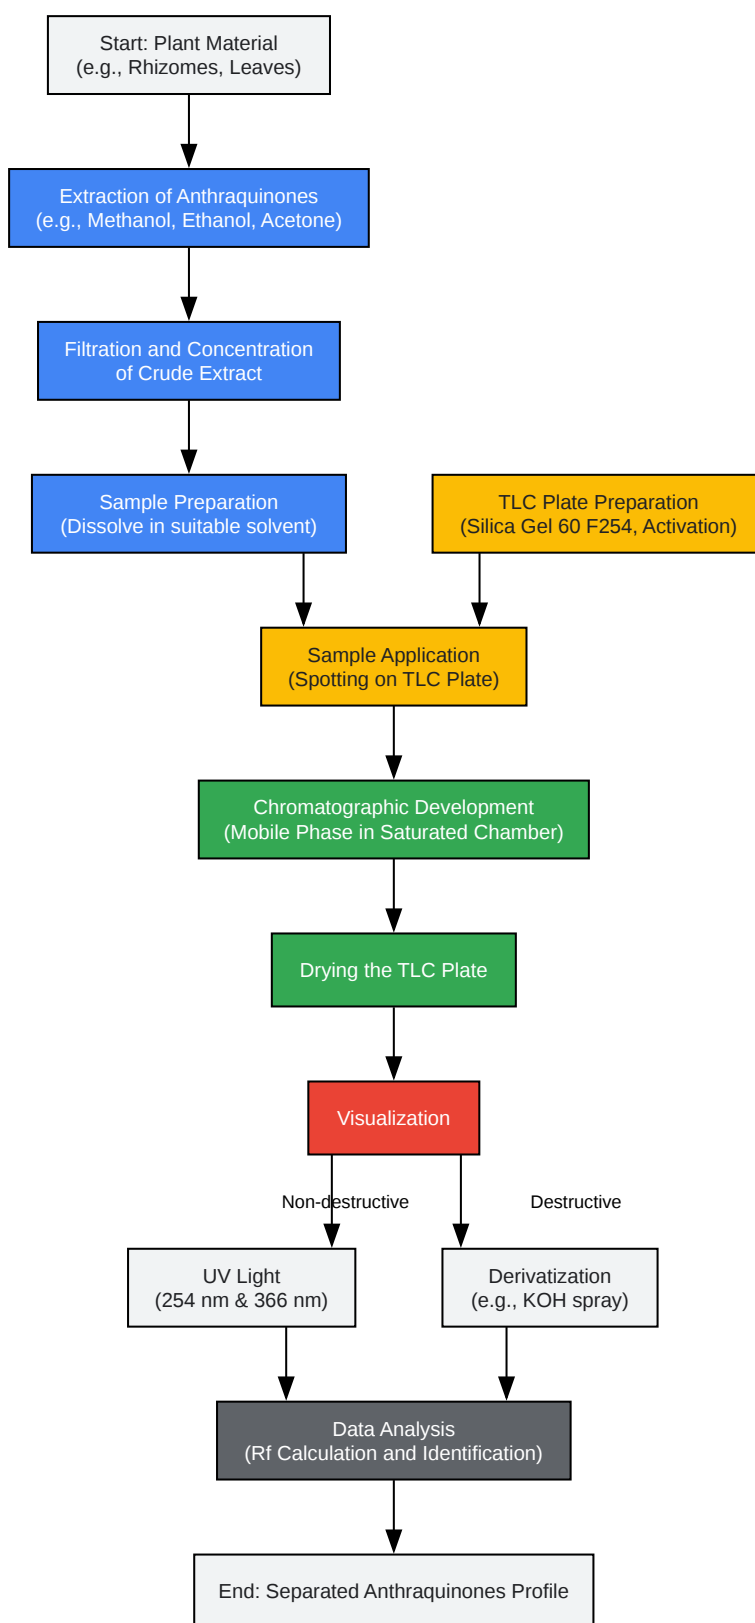 Start: Plant Material
(e.g., Rhizomes, Leaves)
Extraction of Anthraquinones
(e.g., Methanol, Ethanol, Acetone)
Filtration and Concentration
of Crude Extract
Sample Preparation
(Dissolve in suitable solvent)
TLC Plate Preparation
(Silica Gel 60 F254, Activation)
Sample Application
(Spotting on TLC Plate)
Chromatographic Development
(Mobile Phase in Saturated Chamber)
Drying the TLC Plate
Visualization
Non-destructive
Destructive
UV Light
(254 nm & 366 nm)
Derivatization
(e.g., KOH spray)
Data Analysis
(Rf Calculation and Identification)
End: Separated Anthraquinones Profile